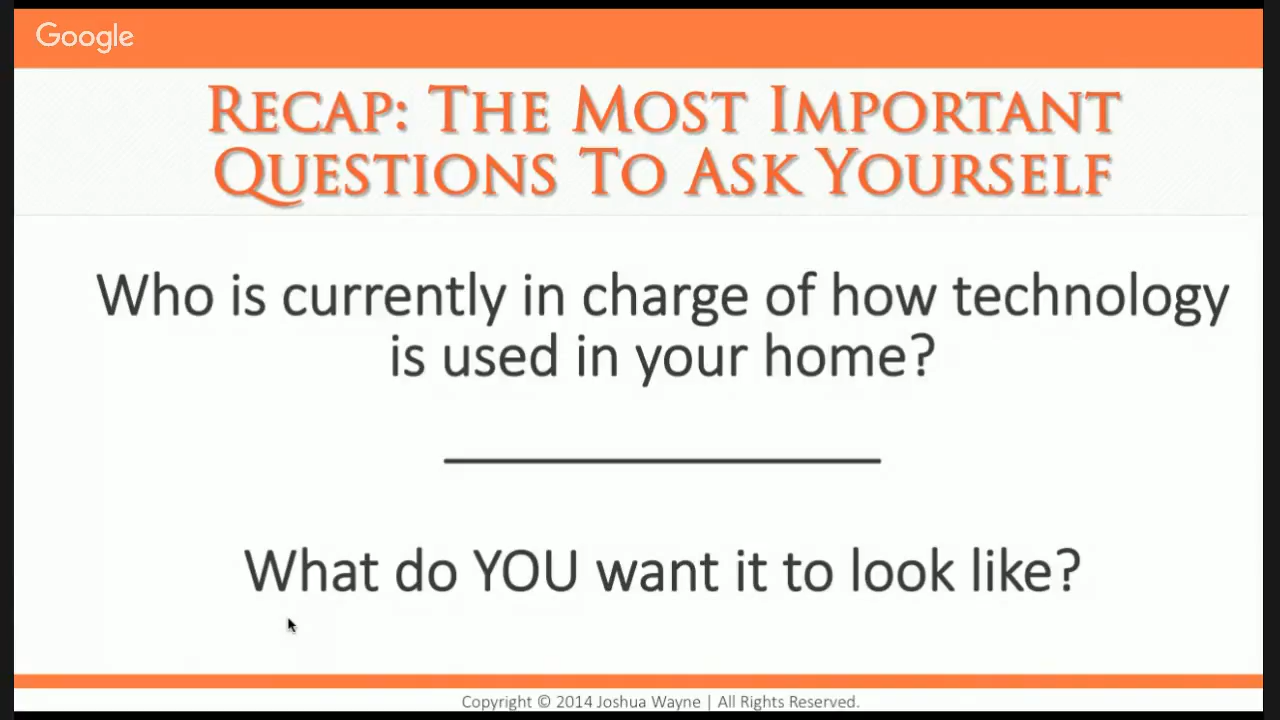 Google
Recap: The Most Important
Questions To Ask Yourself
Who is currently in charge of how technology
is used in your home?
What do YOU want it to look like?
Copyright © 2014 Joshua Wayne | All Rights Reserved.